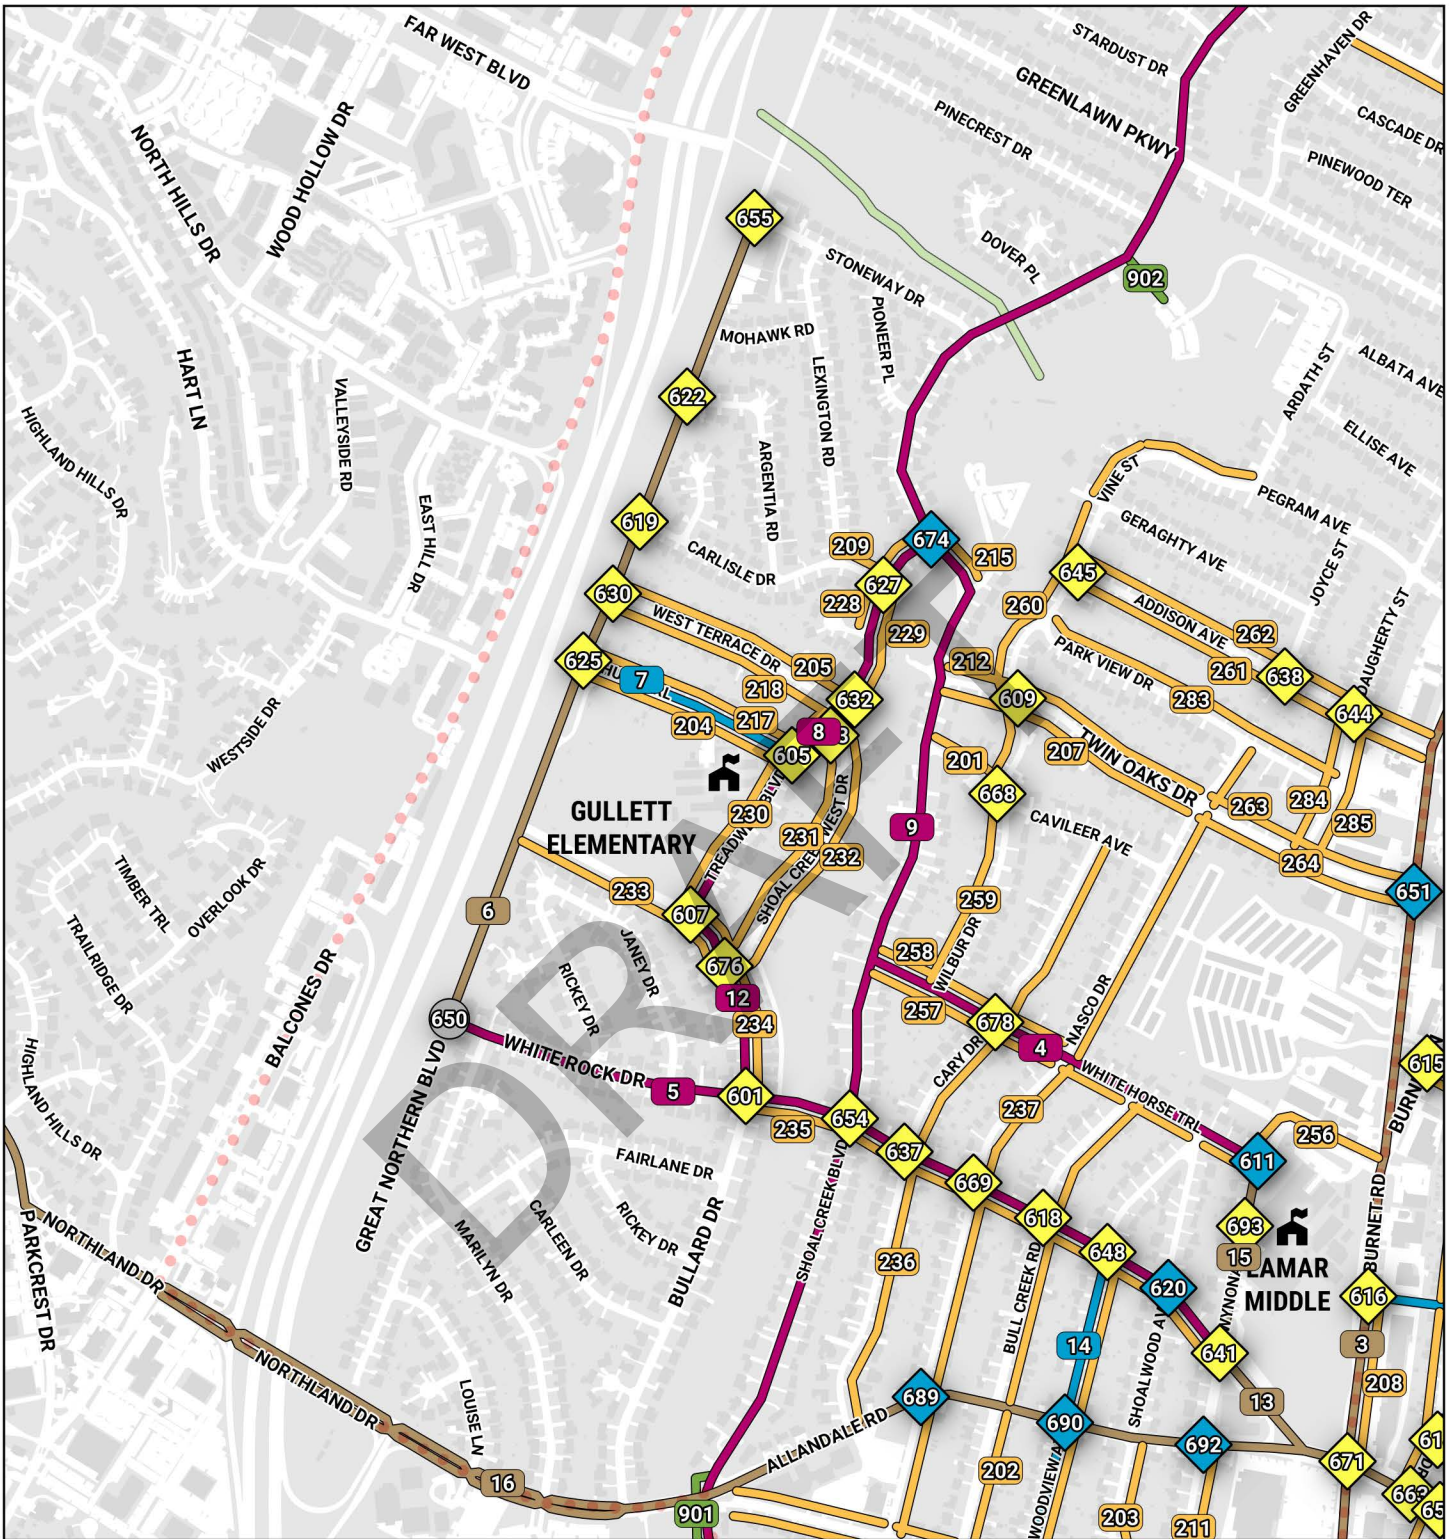 FAR WEST BLVD
STARDUST DR
GREENHAVEN DR
GREENLAWN PKWY
CASCADE DR
PINECREST DR
PINEWOOD TER
NORTH HILLS DR
WOOD HOLLOW DR
655
DOVER PL
902
STONEWAY DR
MOHAWK RD
PIONEER PL
HART LN
VALLEYSIDE RD
622
LEXINGTON RD
ARDATH ST
ALBATA AVE
ELLISE AVE
HIGHLAND HILLS DR
EAST HILL DR
ARGENTIA RD
VINE ST
PEGRAM AVE
619
GERAGHTY AVE
674
209
215
CARLISLE DR
645
JOYCE ST
627
630
228
260
ADDISON AVE
DAUGHERTY ST
WEST TERRACE DR
229
262
PARK VIEW DR
625
7
205
212
261
638
218
632
609
283
644
204
217
8
WESTSIDE DR
605
201
207
TWIN OAKS DR
668
230
263
284
285
GULLETT
ELEMENTARY
TREADWELL BLVD
231
232
SHOAL CREEK WEST DR
9
CAVILEER AVE
264
TIMBER TRL
OVERLOOK DR
233
651
6
607
259
TRAILRIDGE DR
JANEY DR
258
WILBUR DR
676
RICKEY DR
12
257
NASCO DR
BALCONES DR
650
234
678
WHITE ROCK DR
4
CARY DR
615
5
601
WHITE HORSE TRL
HIGHLAND HILLS DR
654
237
235
256
GREAT NORTHERN BLVD
637
611
FAIRLANE DR
669
SHOAL CREEK BLVD
BURNET RD
618
693
CARLEEN DR
RICKEY DR
648
15
LAMAR
MIDDLE
PARKCREST DR
NORTHLAND DR
MARILYN DR
BULLARD DR
236
BULL CREEK RD
620
616
WYNONA
14
641
3
SHOALWOOD AV
NORTHLAND DR
689
13
208
LOUISE LN
ALLANDALE RD
690
692
671
16
202
WOODVIEW A
663
901
203
211
DRAFT